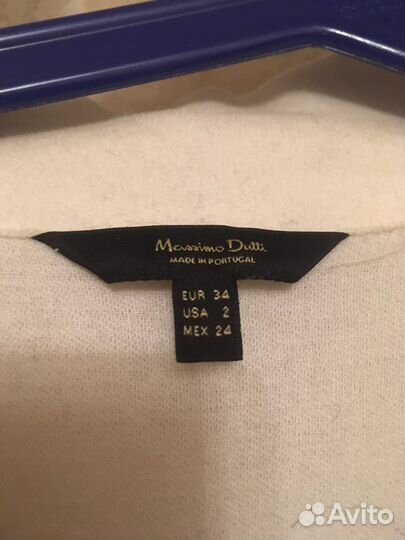 Massimo Dutti
MADE IN PORTUGAL
EUR 34
USA 2
MEX 24
Avito